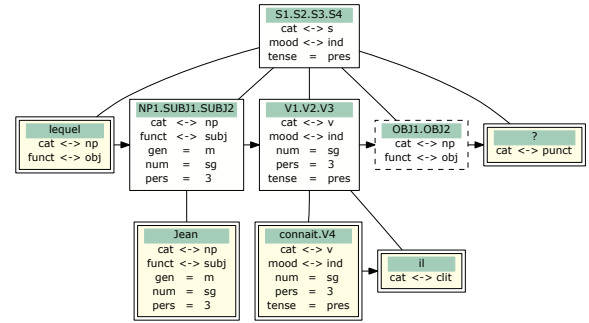 S1.S2.S3.S4
cat <-> s
mood <-> ind
tense = pres
lequel
cat <-> np
funct <-> obj
NP1.SUBJ1.SUBJ2
cat <-> np
funct <-> subj
gen = m
num = sg
pers = 3
V1.V2.V3
cat <-> v
mood <-> ind
num = sg
pers = 3
tense = pres
OBJ1.OBJ2
cat <-> np
funct <-> obj
?
cat <-> punct
Jean
cat <-> np
funct <-> subj
gen = m
num = sg
pers = 3
connait.V4
cat <-> v
mood <-> ind
num = sg
pers = 3
tense = pres
il
cat <-> clit